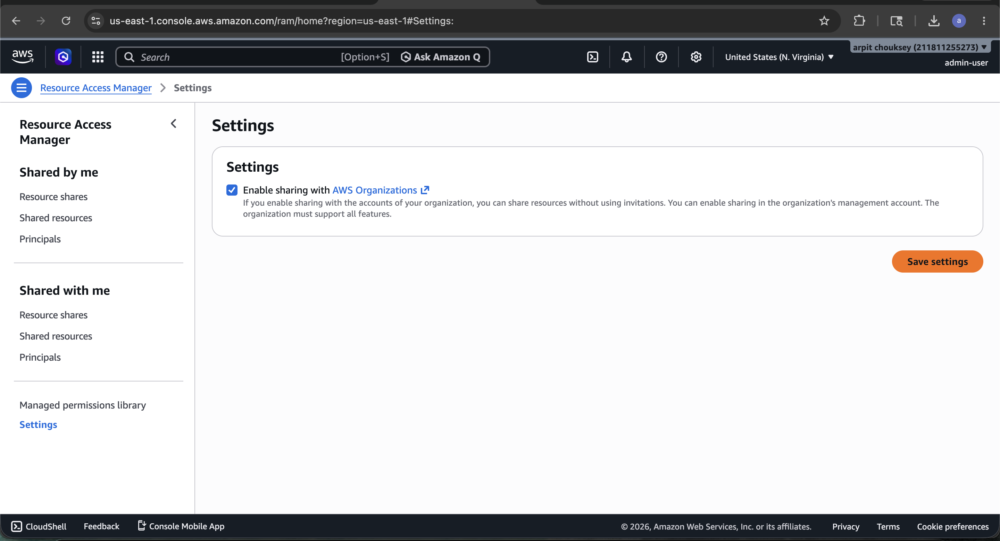 us-east-1.console.aws.amazon.com/ram/home?region=us-east-1#Settings:
a
aws
Search
[Option+S]
Ask Amazon Q
United States (N. Virginia)
arpit chouksey (211811255273)
admin-user
Resource Access Manager
Settings
Resource Access
Manager
Shared by me
Resource shares
Shared resources
Principals
Shared with me
Resource shares
Shared resources
Principals
Managed permissions library
Settings
Settings
Settings
Enable sharing with AWS Organizations
If you enable sharing with the accounts of your organization, you can share resources without using invitations. You can enable sharing in the organization's management account. The
organization must support all features.
Save settings
CloudShell
Feedback
Console Mobile App
© 2026, Amazon Web Services, Inc. or its affiliates.
Privacy
Terms
Cookie preferences